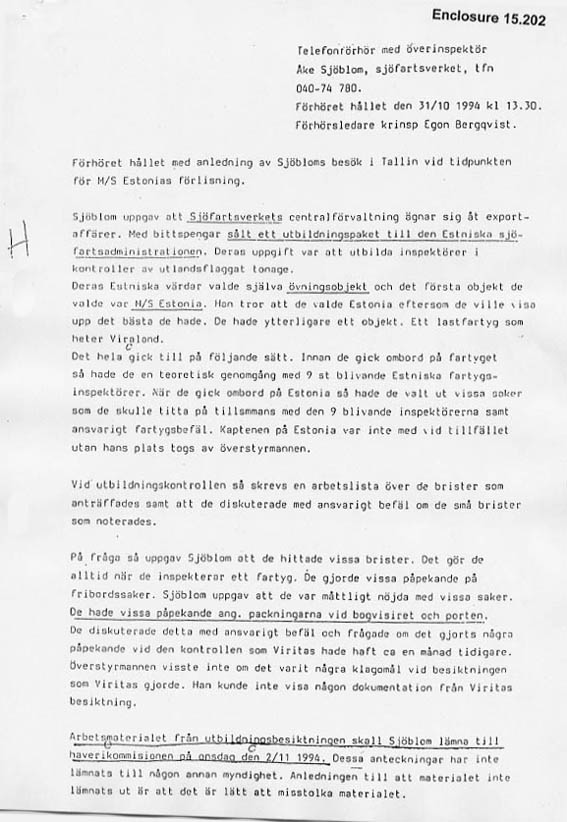 Enclosure 15.202
Telefonförhör med överinspektör
Åke Sjöblom, sjöfartsverket, tfn
040-74 780.
Förhöret hållet den 31/10 1994 kl 13.30.
Förhörsledare krinsp Egon Bergqvist.
Förhöret hållet med anledning av Sjöbloms besök i Tallin vid tidpunkten
för M/S Estonias förlisning.
Sjöblom uppgav att Sjöfartsverkets centralförvaltning ägnar sig åt export-
affärer. Med bittspengar sålt ett utbildningspaket till den Estniska sjö-
fartsadministrationen. Deras uppgift var att utbilda inspektörer i
kontroller av utlandsflaggat tonage.
Deras Estniska värdar valde själva övningsobjekt och det första objekt de
valde var M/S Estonia. Han tror att de valde Estonia eftersom de ville visa
upp det bästa de hade. De hade ytterligare ett objekt. Ett lastfartyg som
heter Viraland.
Det hela gick till på följande sätt. Innan de gick ombord på fartyget
så hade de en teoretisk genomgång med 9 st blivande Estniska fartygs-
inspektörer. När de gick ombord på Estonia så hade de valt ut vissa saker
som de skulle titta på tillsmmans med den 9 blivande inspektörerna samt
ansvarigt fartygsbefäl. Kaptenen på Estonia var inte med vid tillfället
utan hans plats togs av överstyrmannen.
H
Vid utbildningskontrollen så skrevs en arbetslista över de brister som
anträffades samt att de diskuterade med ansvarigt befäl om de små brister
som noterades.
På fråga så uppgav Sjöblom att de hittade vissa brister. Det gör de
alltid när de inspekterar ett fartyg. De gjorde vissa påpekande på
fribordssaker. Sjöblom uppgav att de var måttligt nöjda med vissa saker.
De hade vissa påpekande ang. packningarna vid bogvisiret och porten.
De diskuterade detta med ansvarigt befäl och frågade om det gjorts några
påpekande vid den kontrollen som Viritas hade haft ca en månad tidigare.
Överstyrmannen visste inte om det varit några klagomål vid besiktningen
som Viritas gjorde. Han kunde inte visa någon dokumentation från Viritas
besiktning.
Arbetsmaterialet från utbildningsbesiktningen skall Sjöblom lämna till
haverikommisionen på onsdag den 2/11 1994. Dessa anteckningar har inte
lämnats till någon annan myndighet. Anledningen till att materialet inte
lämnats ut är att det är lätt att misstolka materialet.